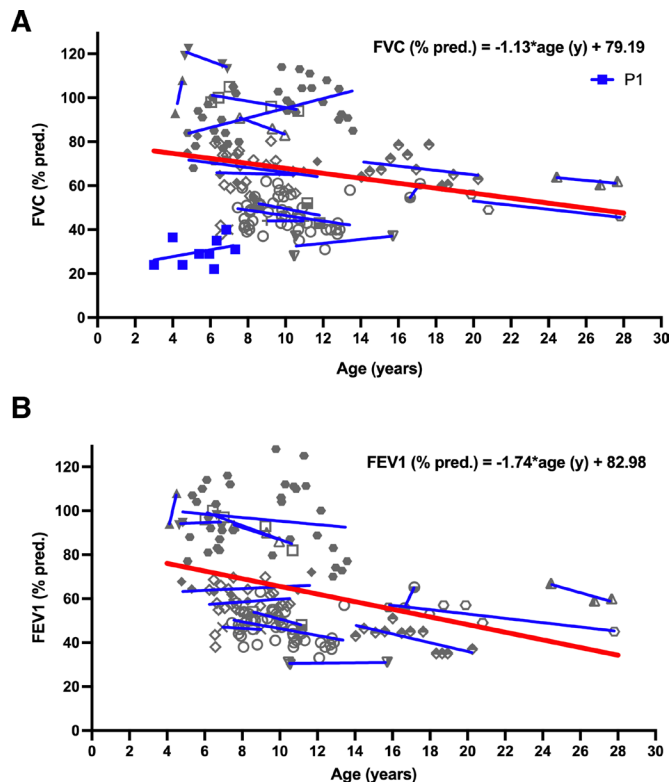 A
FVC (% pred.) = -1.13*age (y) + 79.19
P1
FVC (% pred.)
120
100
80
60
40
20
0
0 2 4 6 8 10 12 14 16 18 20 22 24 26 28 30
Age (years)
B
FEV1 (% pred.) = -1.74*age (y) + 82.98
FEV1 (% pred.)
120
100
80
60
40
20
0
0 2 4 6 8 10 12 14 16 18 20 22 24 26 28 30
Age (years)